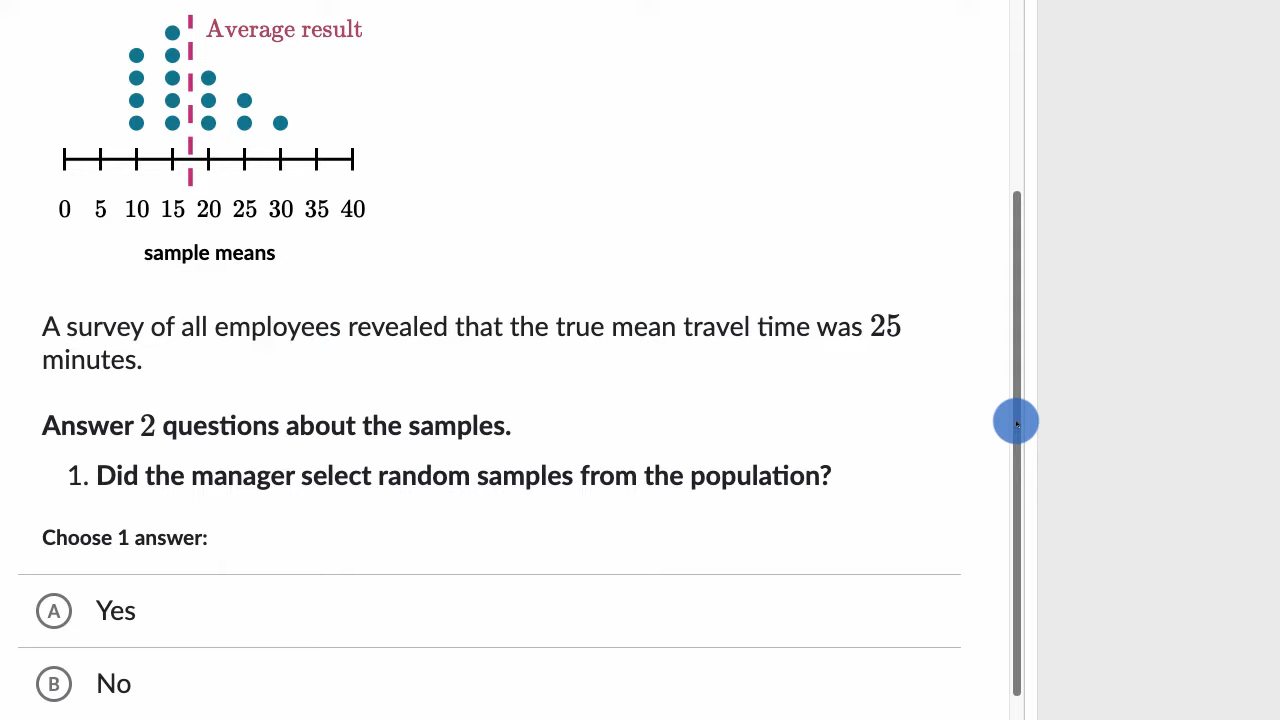 Average result
0 5 10 15 20 25 30 35 40
sample means
A survey of all employees revealed that the true mean travel time was 25
minutes.
Answer 2 questions about the samples.
1. Did the manager select random samples from the population?
Choose 1 answer:
A Yes
B No